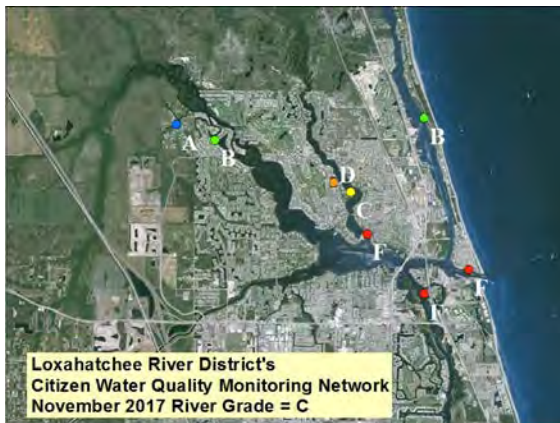 A
B
B
D
C
F
F
F
Loxahatchee River District's
Citizen Water Quality Monitoring Network
November 2017 River Grade = C